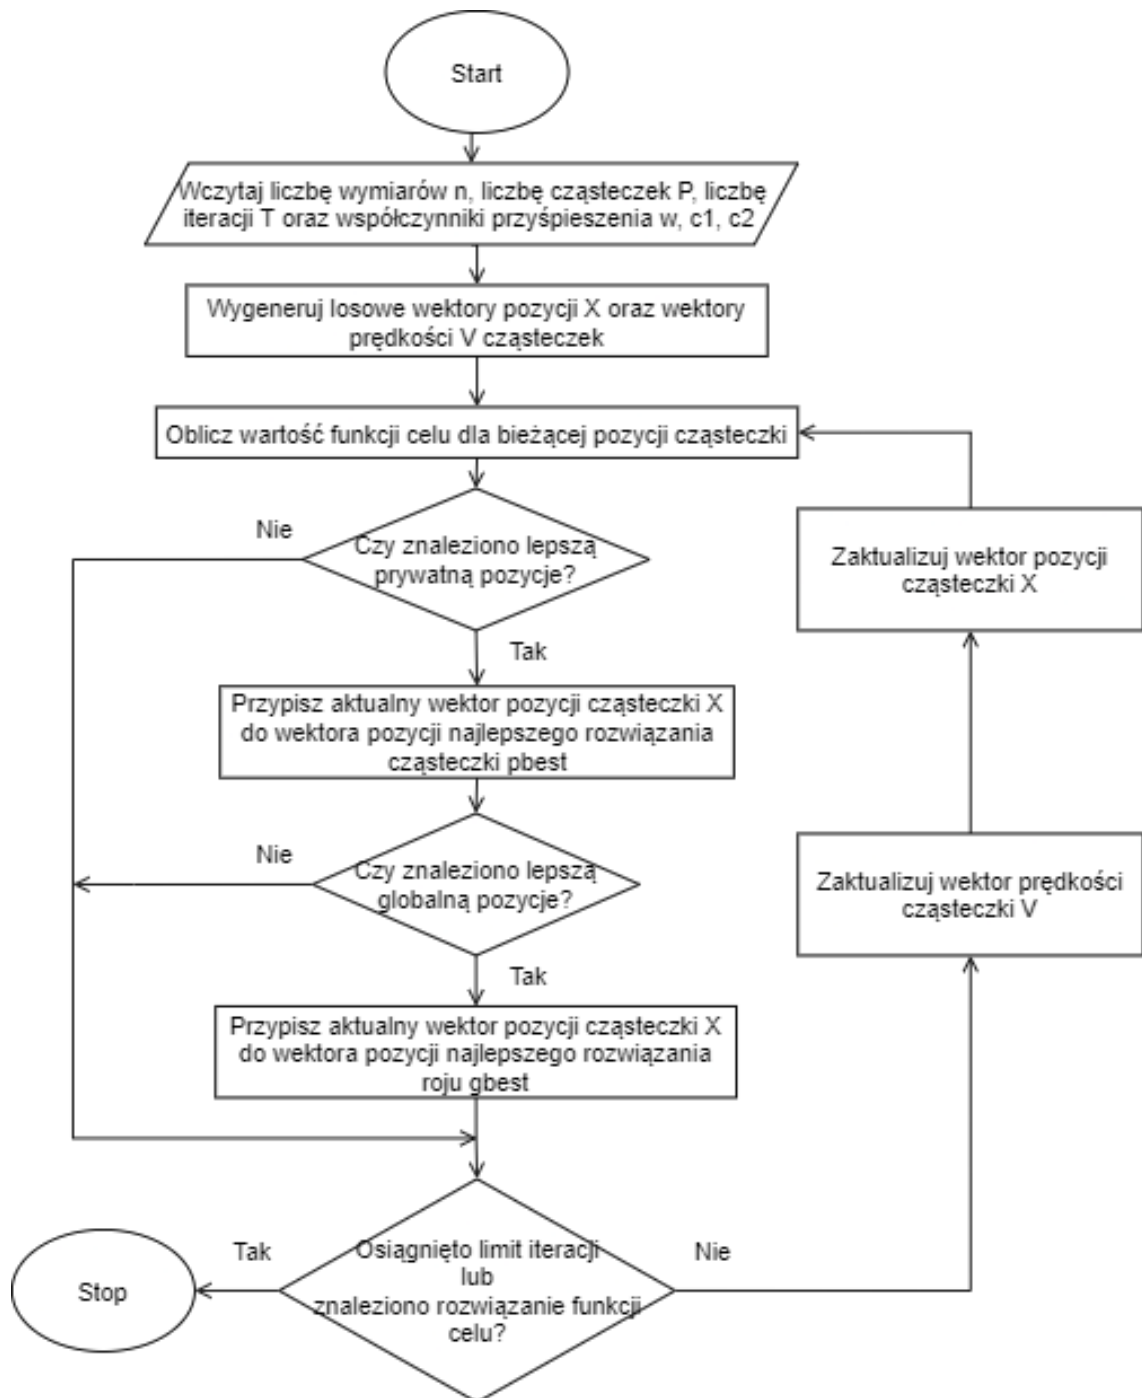 Start
Wczytaj liczbę wymiarów n, liczbę cząsteczek P, liczbę
iteracji T oraz współczynniki przyśpieszenia w, c1, c2
Wygeneruj losowe wektory pozycji X oraz wektory
prędkości V cząsteczek
Oblicz wartość funkcji celu dla bieżącej pozycji cząsteczki
Nie
Czy znaleziono lepszą
prywatną pozycje?
Zaktualizuj wektor pozycji
cząsteczki X
Tak
Przypisz aktualny wektor pozycji cząsteczki X
do wektora pozycji najlepszego rozwiązania
cząsteczki pbest
Nie
Czy znaleziono lepszą
globalną pozycje?
Zaktualizuj wektor prędkości
cząsteczki V
Tak
Przypisz aktualny wektor pozycji cząsteczki X
do wektora pozycji najlepszego rozwiązania
roju gbest
Tak
Osiągnięto limit iteracji
lub
znaleziono rozwiązanie funkcji
celu?
Nie
Stop